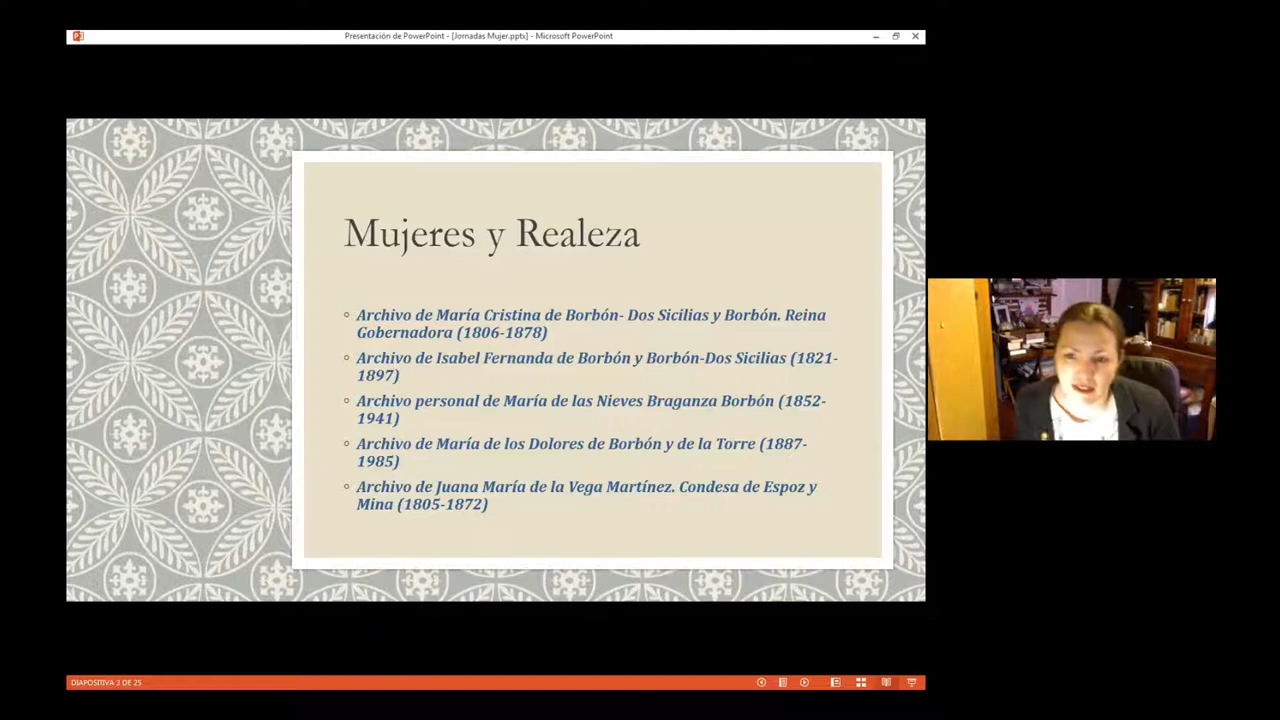 Presentación de PowerPoint - [Jornadas Mujer.pptx] - Microsoft PowerPoint
Mujeres y Realeza
Archivo de María Cristina de Borbón- Dos Sicilias y Borbón. Reina
Gobernadora (1806-1878)
Archivo de Isabel Fernanda de Borbón y Borbón-Dos Sicilias (1821-
1897)
Archivo personal de María de las Nieves Braganza Borbón (1852-
1941)
Archivo de María de los Dolores de Borbón y de la Torre (1887-
1985)
Archivo de Juana María de la Vega Martínez. Condesa de Espoz y
Mina (1805-1872)
DIAPOSITIVA 3 DE 25